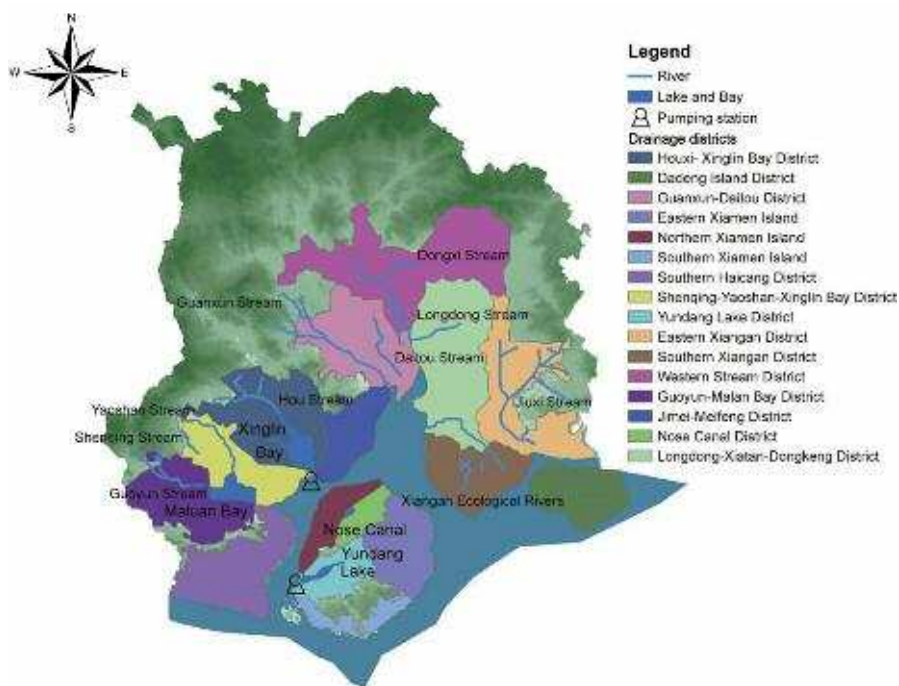 N
W
E
S
Legend
River
Lake and Bay
Pumping station
Drainage districts
Houxi- Xinglin Bay District
Dadeng Island District
Guanxun-Daitou District
Eastern Xiamen Island
Northern Xiamen Island
Southern Xiamen Island
Southern Haicang District
Shenqing-Yaoshan-Xinglin Bay District
Yundang Lake District
Eastern Xiangan District
Southern Xiangan District
Western Stream District
Guoyun-Malan Bay District
Jimei-Meifeng District
Nose Canal District
Longdong-Xiatan-Dongkeng District
Dongxi Stream
Guanxun Stream
Longdong Stream
Daitou Stream
Jiuxi Stream
Hou Stream
Yaoshan Stream
Xinglin
Bay
Shenqing Stream
Guoyun Stream
Maluan Bay
Xiangan Ecological Rivers
Nose Canal
Yundang
Lake